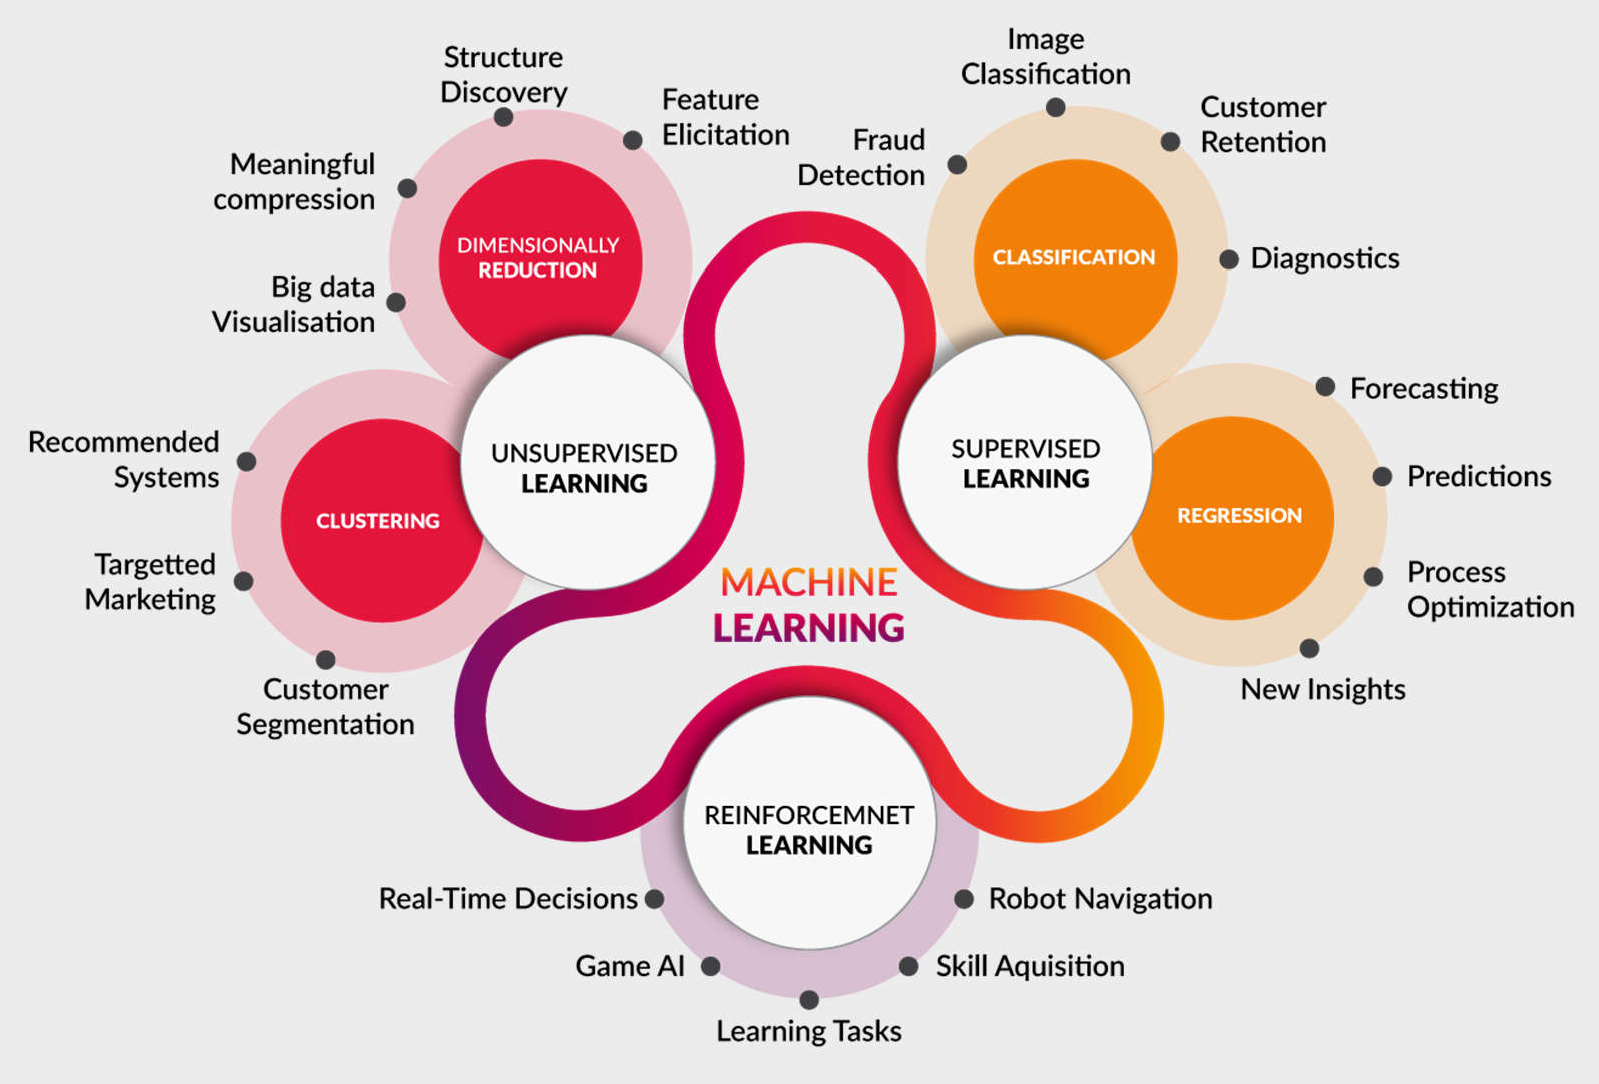 Structure
Discovery
Feature
Elicitation
Meaningful
compression
Big data
Visualisation
DIMENSIONALLY
REDUCTION
Recommended
Systems
Targetted
Marketing
Customer
Segmentation
CLUSTERING
UNSUPERVISED
LEARNING
Image
Classification
Customer
Retention
Fraud
Detection
Diagnostics
CLASSIFICATION
SUPERVISED
LEARNING
Forecasting
Predictions
Process
Optimization
New Insights
REGRESSION
MACHINE
LEARNING
REINFORCEMNET
LEARNING
Real-Time Decisions
Robot Navigation
Game AI
Skill Aquisition
Learning Tasks